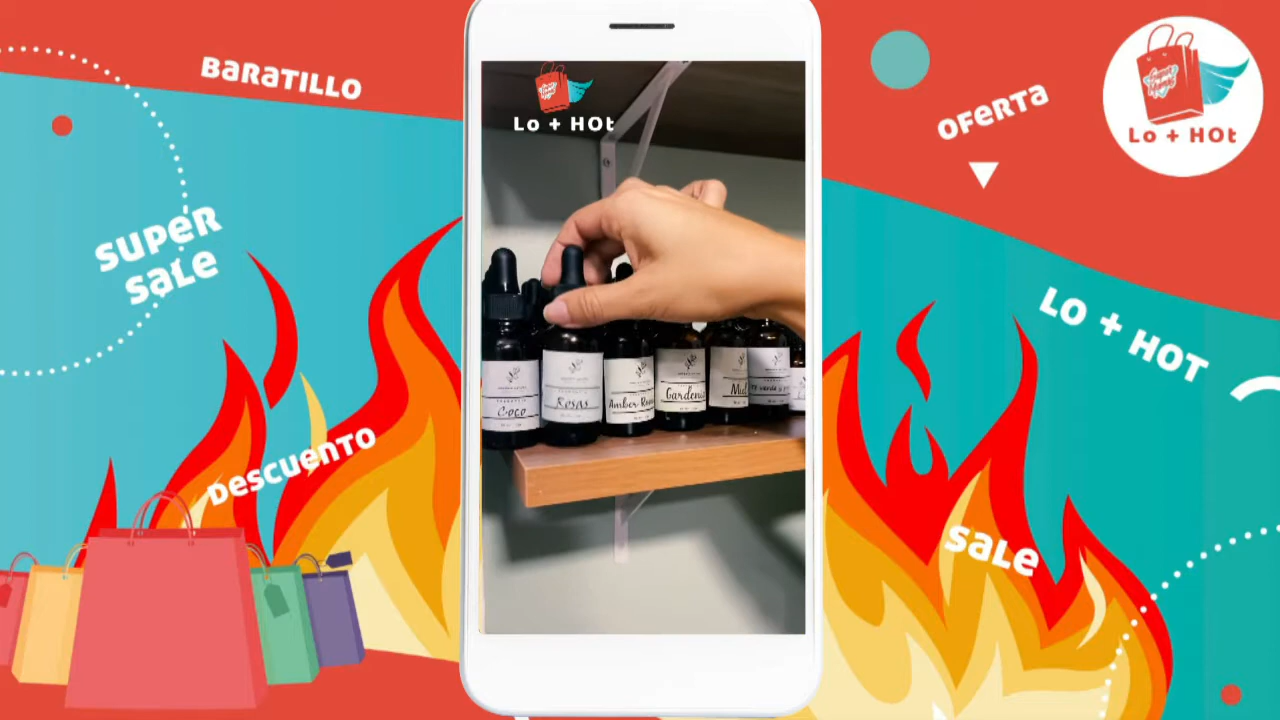 BARATILLO
SUPER
SALE
DESCUENTO
Lo + HOt
Coco
Rosas
Amber
Gardenia
OFERTA
Lo + HOt
LO + HOT
SALE